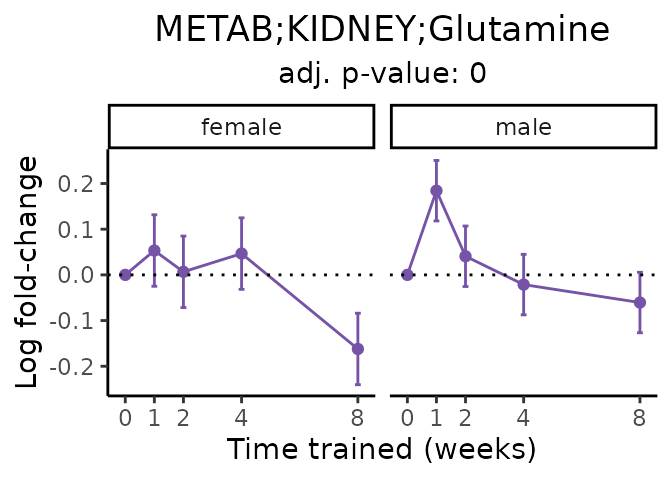 METAB;KIDNEY;Glutamine
adj. p-value: 0
female
male
Log fold-change
0.2
0.1
0.0
-0.1
-0.2
0 1 2 4 8
0 1 2 4 8
Time trained (weeks)